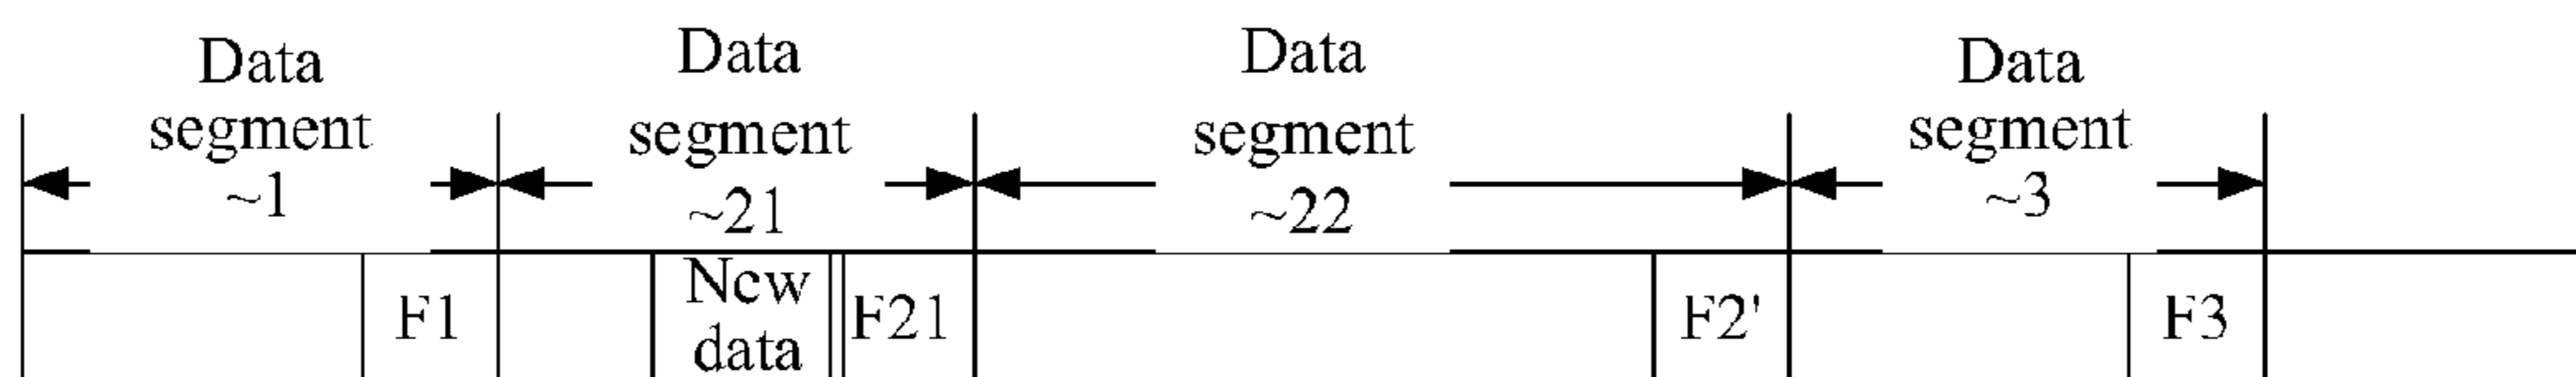 Data
segment
~1
Data
segment
~21
Data
segment
~22
Data
segment
~3
F1
New
data
F21
F2'
F3